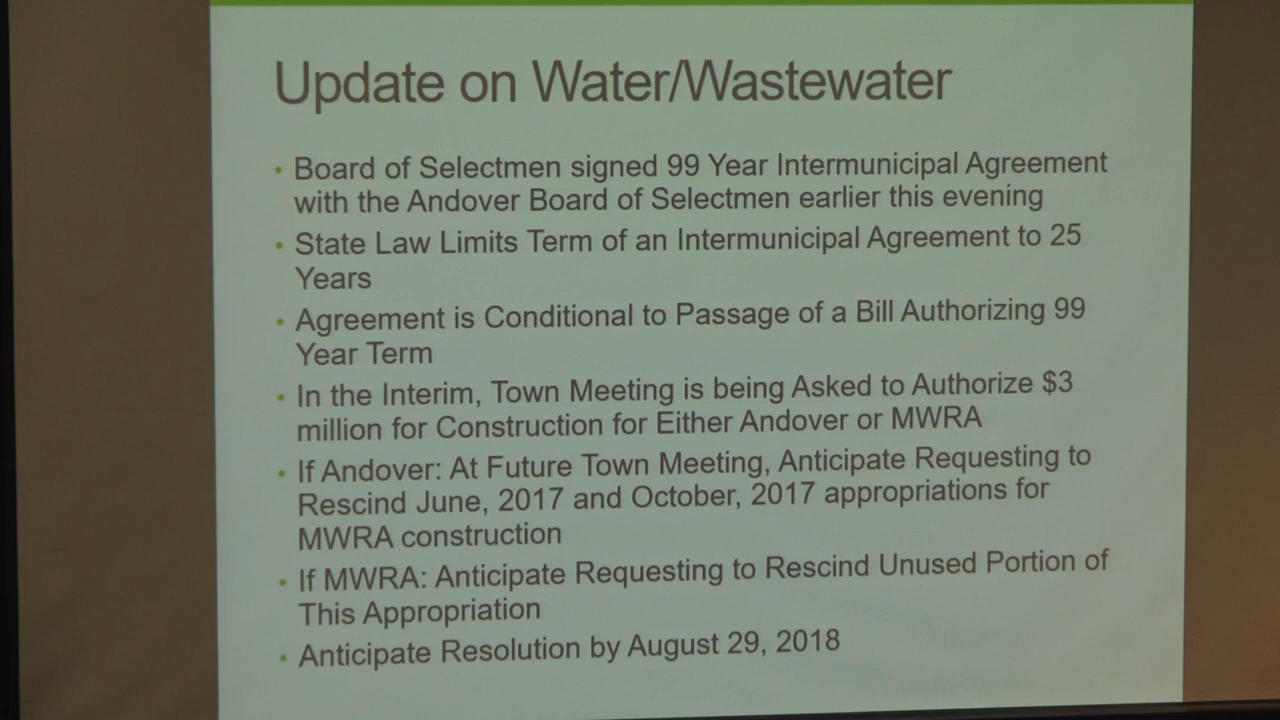 Update on Water/Wastewater
• Board of Selectmen signed 99 Year Intermunicipal Agreement
with the Andover Board of Selectmen earlier this evening
• State Law Limits Term of an Intermunicipal Agreement to 25
Years
• Agreement is Conditional to Passage of a Bill Authorizing 99
Year Term
• In the Interim, Town Meeting is being Asked to Authorize $3
million for Construction for Either Andover or MWRA
• If Andover: At Future Town Meeting, Anticipate Requesting to
Rescind June, 2017 and October, 2017 appropriations for
MWRA construction
• If MWRA: Anticipate Requesting to Rescind Unused Portion of
This Appropriation
• Anticipate Resolution by August 29, 2018